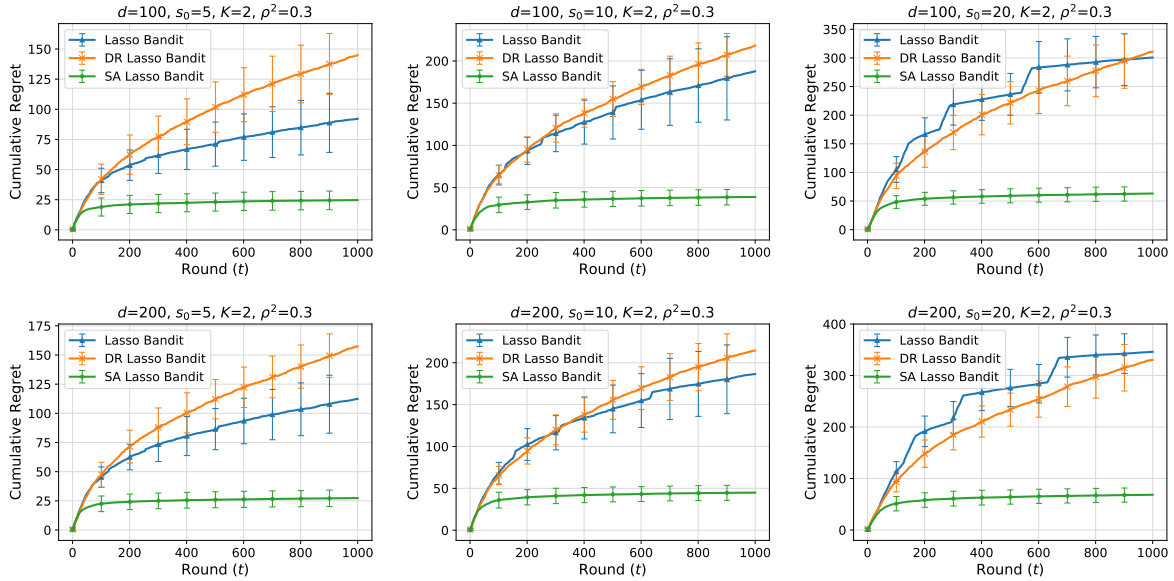 d=100, s₀=5, K=2, ρ²=0.3
Cumulative Regret
150
125
100
75
50
25
0
Lasso Bandit
DR Lasso Bandit
SA Lasso Bandit
0 200 400 600 800 1000
Round (t)
d=100, s₀=10, K=2, ρ²=0.3
Cumulative Regret
200
150
100
50
0
Lasso Bandit
DR Lasso Bandit
SA Lasso Bandit
0 200 400 600 800 1000
Round (t)
d=100, s₀=20, K=2, ρ²=0.3
Cumulative Regret
350
300
250
200
150
100
50
0
Lasso Bandit
DR Lasso Bandit
SA Lasso Bandit
0 200 400 600 800 1000
Round (t)
d=200, s₀=5, K=2, ρ²=0.3
Cumulative Regret
175
150
125
100
75
50
25
0
Lasso Bandit
DR Lasso Bandit
SA Lasso Bandit
0 200 400 600 800 1000
Round (t)
d=200, s₀=10, K=2, ρ²=0.3
Cumulative Regret
200
150
100
50
0
Lasso Bandit
DR Lasso Bandit
SA Lasso Bandit
0 200 400 600 800 1000
Round (t)
d=200, s₀=20, K=2, ρ²=0.3
Cumulative Regret
400
300
200
100
0
Lasso Bandit
DR Lasso Bandit
SA Lasso Bandit
0 200 400 600 800 1000
Round (t)